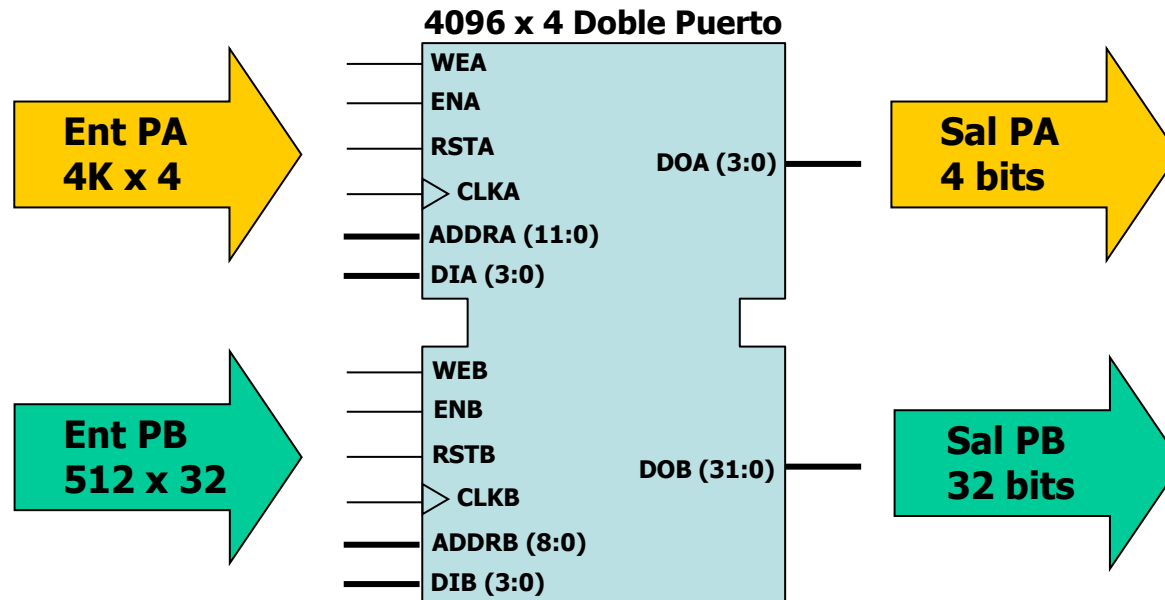 4096 x 4 Doble Puerto
Ent PA
4K x 4
WEA
ENA
RSTA
CLKA
ADDRA (11:0)
DIA (3:0)
DOA (3:0)
Sal PA
4 bits
Ent PB
512 x 32
WEB
ENB
RSTB
CLKB
ADDRB (8:0)
DIB (3:0)
DOB (31:0)
Sal PB
32 bits